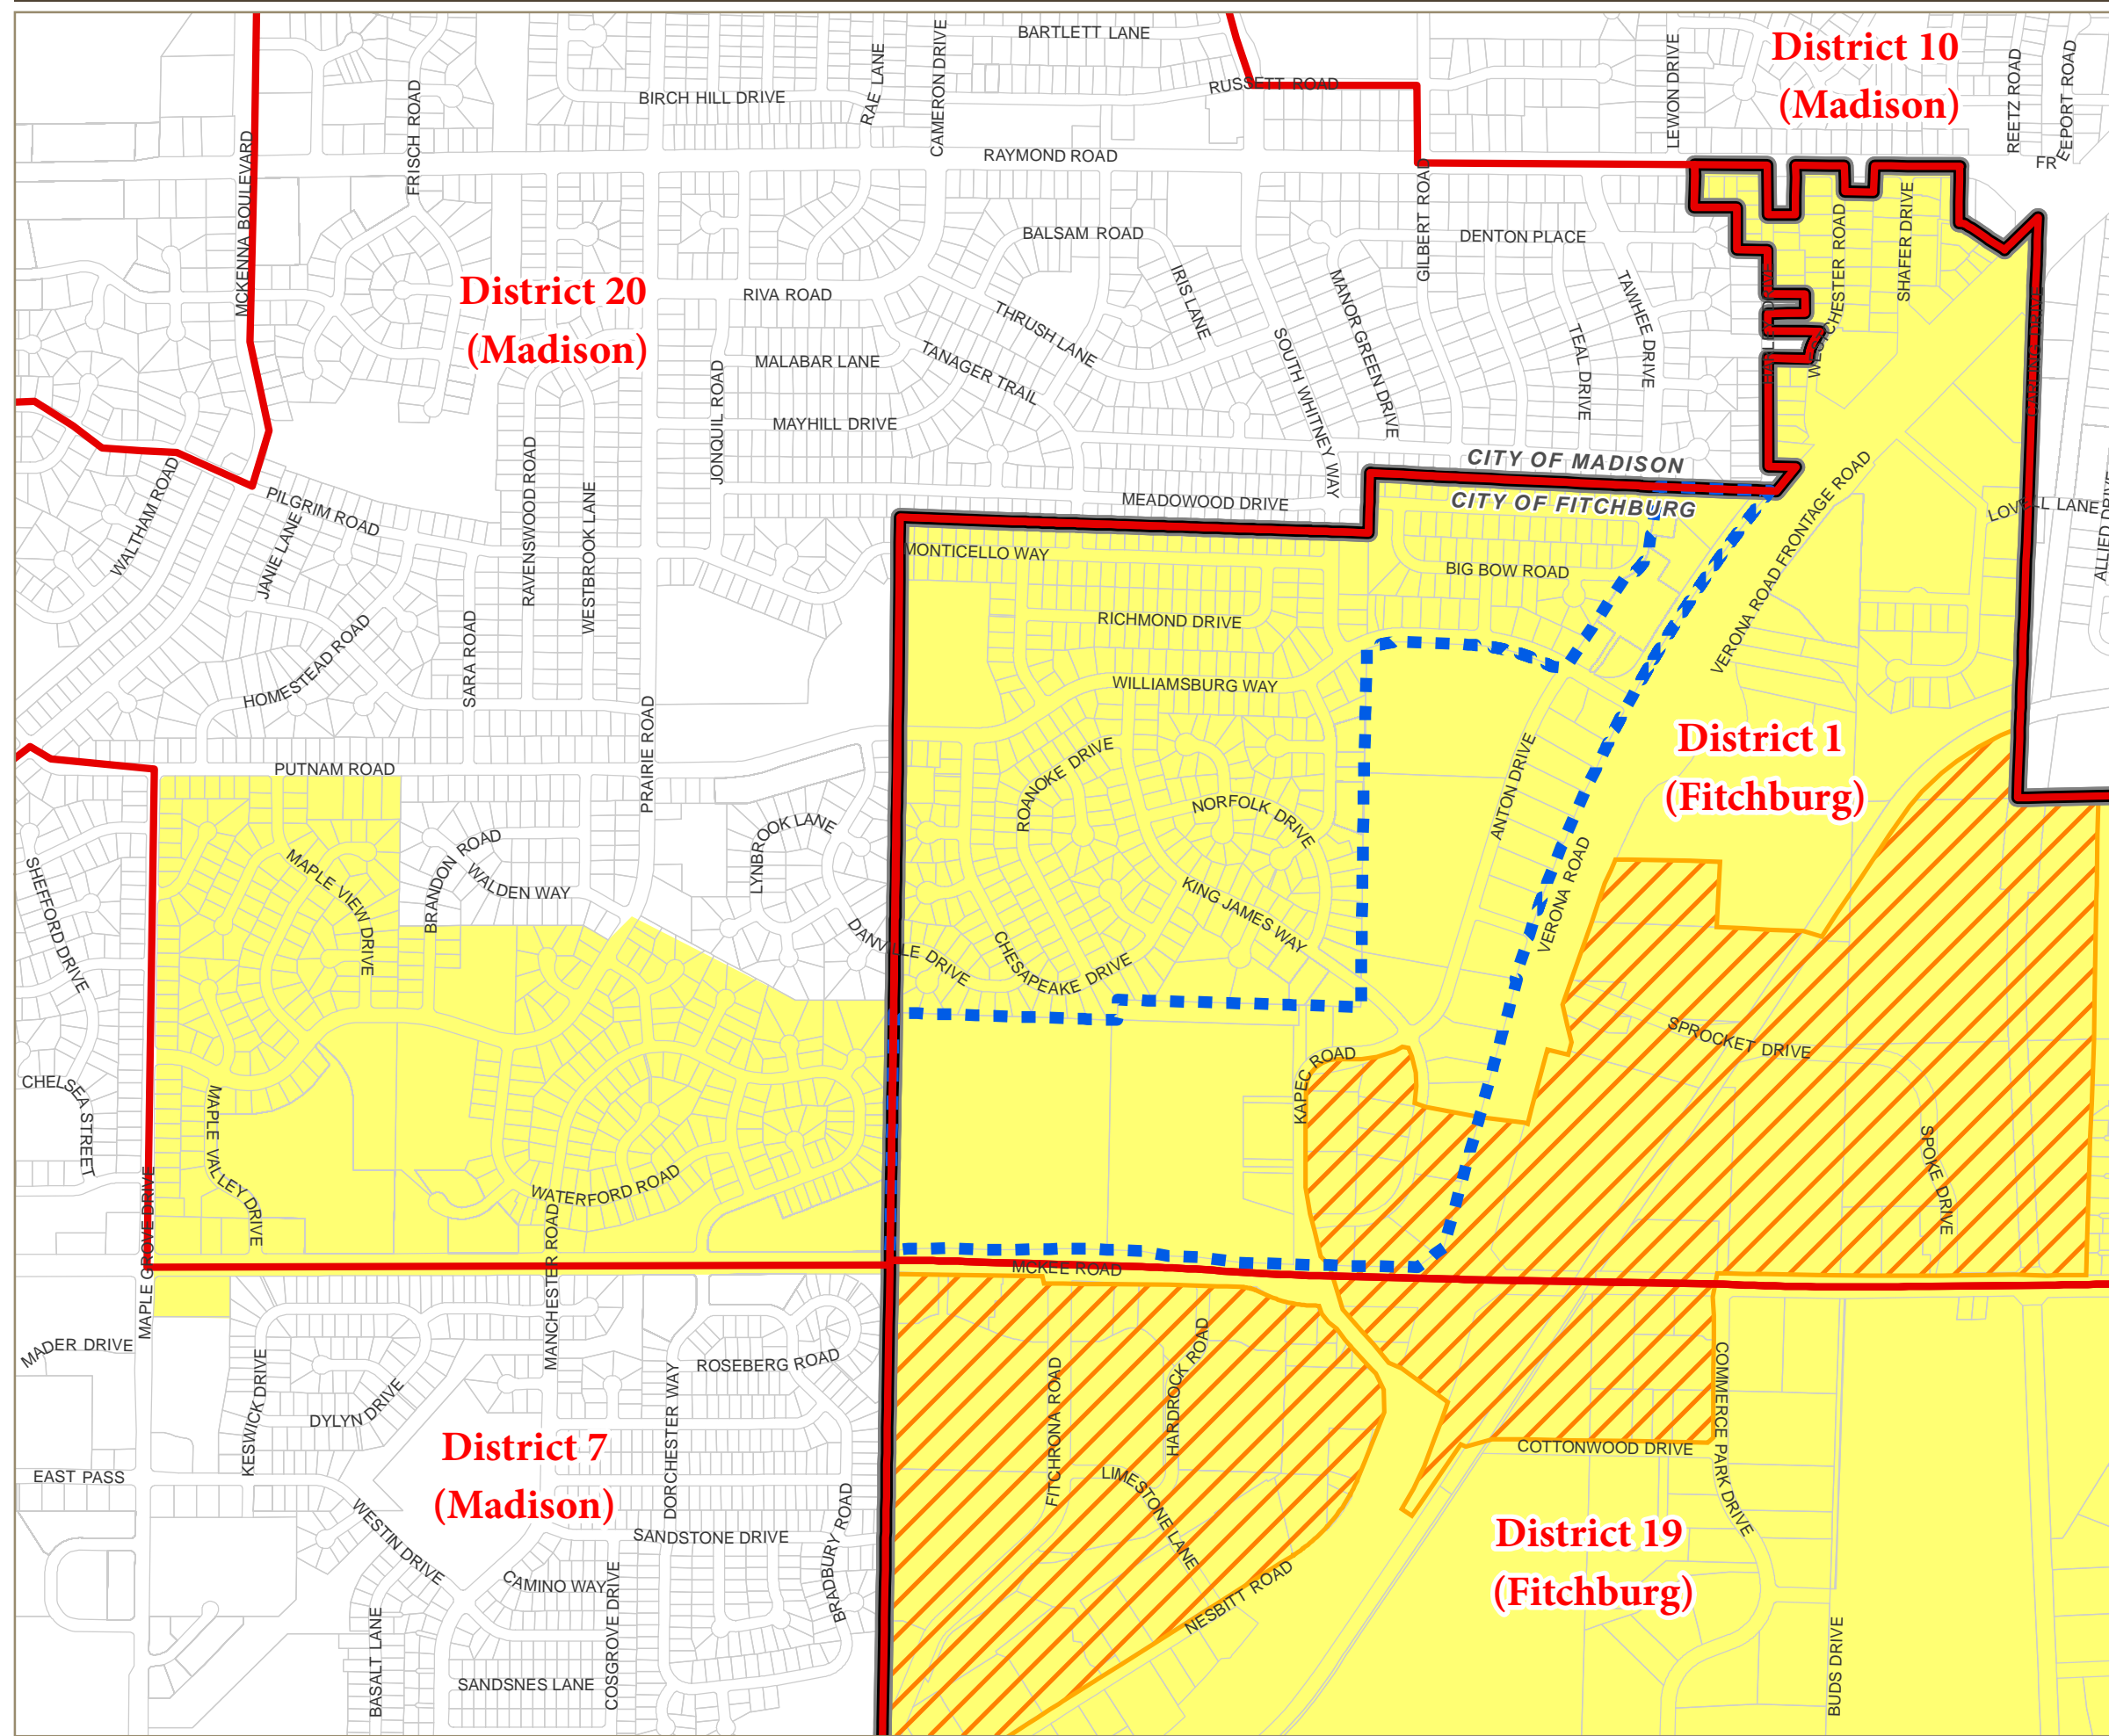 BARTLETT LANE
District 10
(Madison)
BIRCH HILL DRIVE
RAE LANE
CAMERON DRIVE
RUSSETT ROAD
LEWON DRIVE
REETZ ROAD
FREEPORT ROAD
FRISCH ROAD
MCKENNA BOULEVARD
RAYMOND ROAD
GILBERT ROAD
BALSAM ROAD
DENTON PLACE
SHAFER DRIVE
District 20
(Madison)
RIVA ROAD
IRIS LANE
MANOR GREEN DRIVE
TAWHEE DRIVE
THRUSH LANE
TEAL DRIVE
MALABAR LANE
TANAGER TRAIL
SOUTH WHITNEY WAY
JONQUIL ROAD
MAYHILL DRIVE
CITY OF MADISON
CITY OF FITCHBURG
WALTHAM ROAD
PILGRIM ROAD
JANIE LANE
RAVENSWOOD ROAD
WESTBROOK LANE
MEADOWOOD DRIVE
VERONA ROAD FRONTAGE ROAD
LOVELL LANE
ALLIED DRIVE
MONTICELLO WAY
BIG BOW ROAD
RICHMOND DRIVE
HOMESTEAD ROAD
SARA ROAD
WILLIAMSBURG WAY
PRAIRIE ROAD
District 1
(Fitchburg)
PUTNAM ROAD
ROANOKE DRIVE
NORFOLK DRIVE
ANTON DRIVE
VERONA ROAD
SHEFFORD DRIVE
MAPLE VIEW DRIVE
BRANDON ROAD
WALDEN WAY
LYNBROOK LANE
KING JAMES WAY
DANVILLE DRIVE
CHESAPEAKE DRIVE
SPROCKET DRIVE
KAPEC ROAD
CHELSEA STREET
MAPLE VALLEY DRIVE
WATERFORD ROAD
SPOKE DRIVE
MAPLE GROVE DRIVE
MANCHESTER ROAD
MCKEE ROAD
MADER DRIVE
KESWICK DRIVE
DYLYN DRIVE
ROSEBERG ROAD
DORCHESTER WAY
FITCHRONA ROAD
HARDROCK ROAD
COMMERCE PARK DRIVE
COTTONWOOD DRIVE
District 7
(Madison)
EAST PASS
LIMESTONE LANE
WESTIN DRIVE
SANDSTONE DRIVE
BRADBURY ROAD
District 19
(Fitchburg)
CAMINO WAY
COSGROVE DRIVE
NESBITT ROAD
BASALT LANE
SANDSNES LANE
BUDS DRIVE